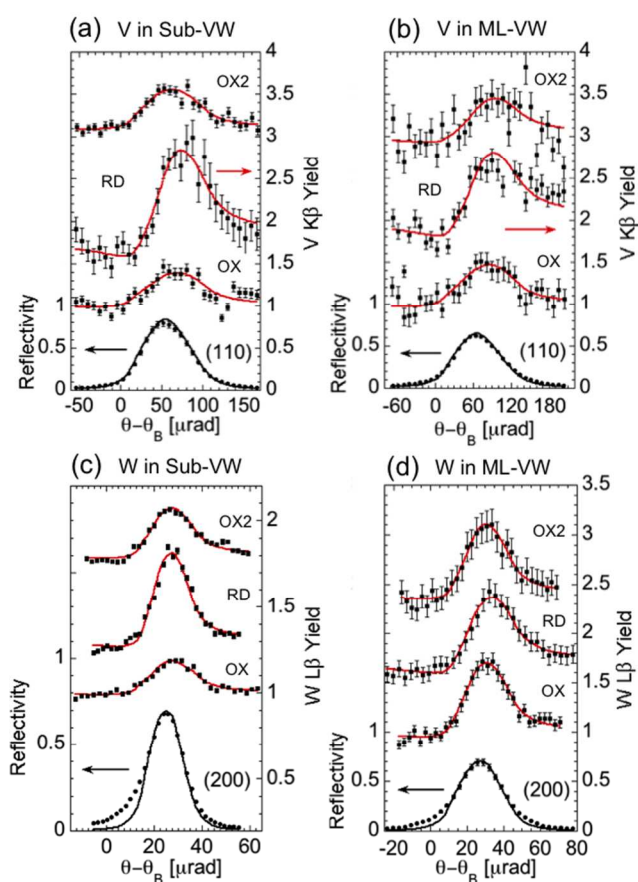 (a) V in Sub-VW
OX2
RD
OX
(110)
Reflectivity
1
0.5
0
4
3.5
3
2.5
2
1.5
1
V Kβ Yield
-50 0 50 100 150
θ-θB [µrad]
(b) V in ML-VW
OX2
RD
OX
(110)
Reflecitivity
1
0.5
0
4
3.5
3
2.5
2
1.5
1
V Kβ Yield
-60 0 60 120 180
θ-θB [µrad]
(c) W in Sub-VW
OX2
RD
OX
(200)
Reflectivity
1
0.5
0
2
1.5
1
0.5
W Lβ Yield
0 20 40 60
θ-θB [µrad]
(d) W in ML-VW
OX2
RD
OX
(200)
Reflectivity
1
0.5
0
3.5
3
2.5
2
1.5
1
W Lβ Yield
-20 0 20 40 60 80
θ-θB [µrad]